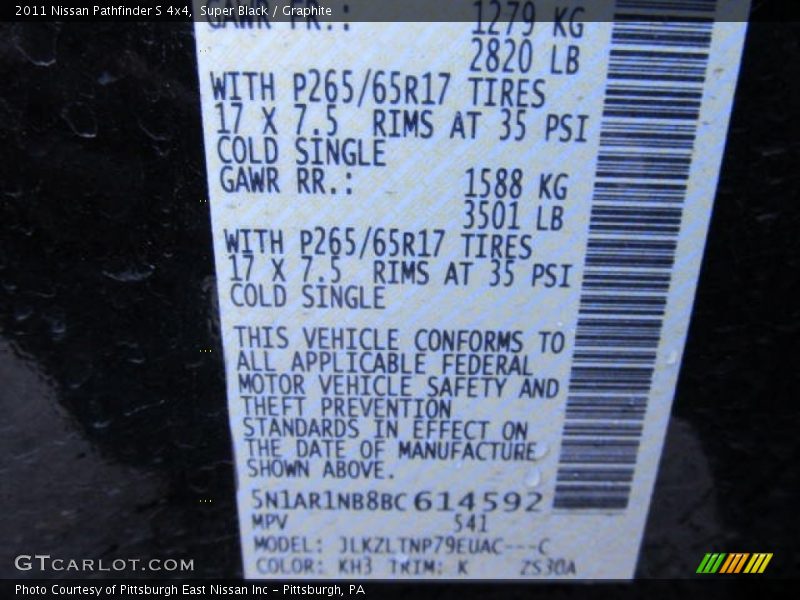 2011 Nissan Pathfinder S 4x4, Super Black / Graphite
GAWR FR.: 1279 KG
2820 LB
WITH P265/65R17 TIRES
17 X 7.5 RIMS AT 35 PSI
COLD SINGLE
GAWR RR.: 1588 KG
3501 LB
WITH P265/65R17 TIRES
17 X 7.5 RIMS AT 35 PSI
COLD SINGLE
THIS VEHICLE CONFORMS TO
ALL APPLICABLE FEDERAL
MOTOR VEHICLE SAFETY AND
THEFT PREVENTION
STANDARDS IN EFFECT ON
THE DATE OF MANUFACTURE
SHOWN ABOVE.
5N1AR1NB8BC614592
MPV 541
MODEL: JLKZLTNP79EUAC---C
COLOR: KH3 TRIM: K ZS30A
GTCARLOT.COM
Photo Courtesy of Pittsburgh East Nissan Inc - Pittsburgh, PA